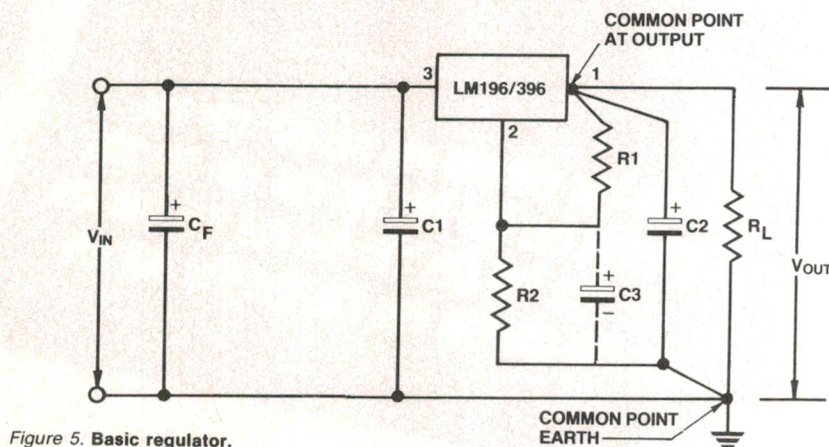 COMMON POINT
AT OUTPUT
3
LM196/396
1
2
R1
+
CF
+
C1
+
C2
RL
VIN
VOUT
R2
+
C3
−
COMMON POINT
EARTH
Figure 5. Basic regulator.